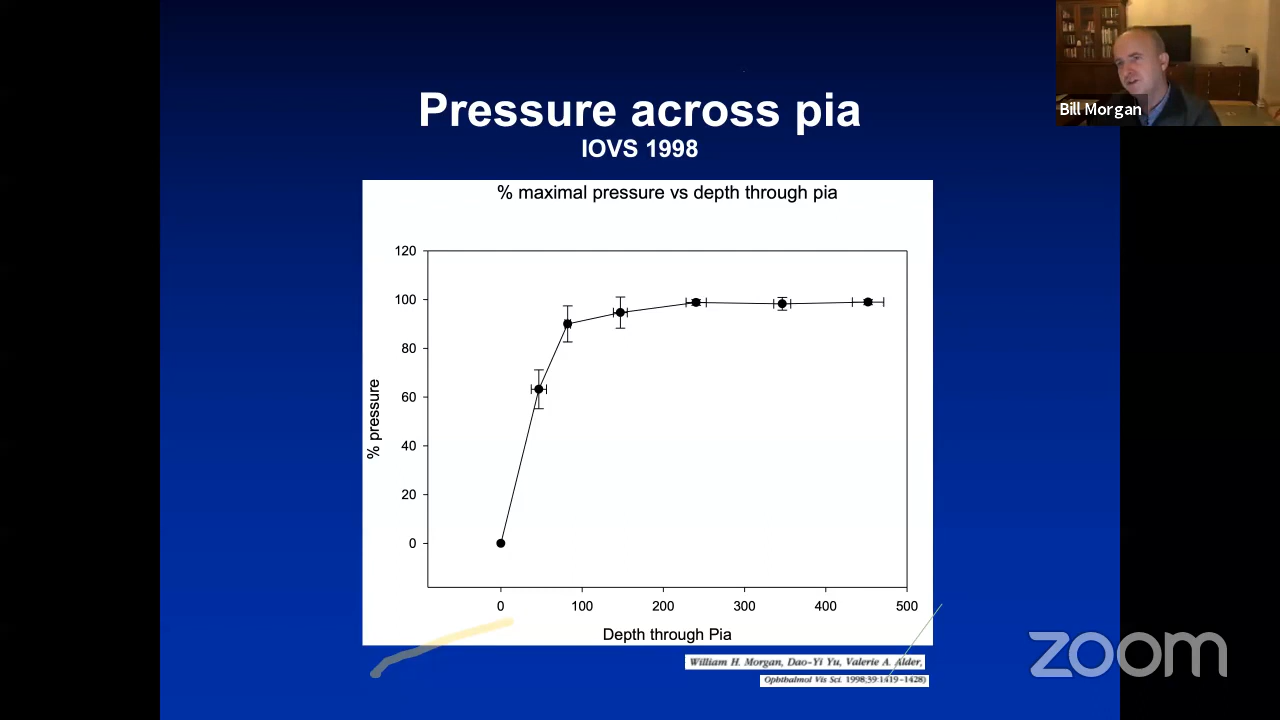 Pressure across pia
IOVS 1998
Bill Morgan
% maximal pressure vs depth through pia
120
100
80
60
40
20
0
% pressure
0 100 200 300 400 500
Depth through Pia
William H. Morgan, Dao-Yi Yu, Valerie A. Alder,
Ophthalmol Vis Sci. 1998;39:1419-1428)
zoom